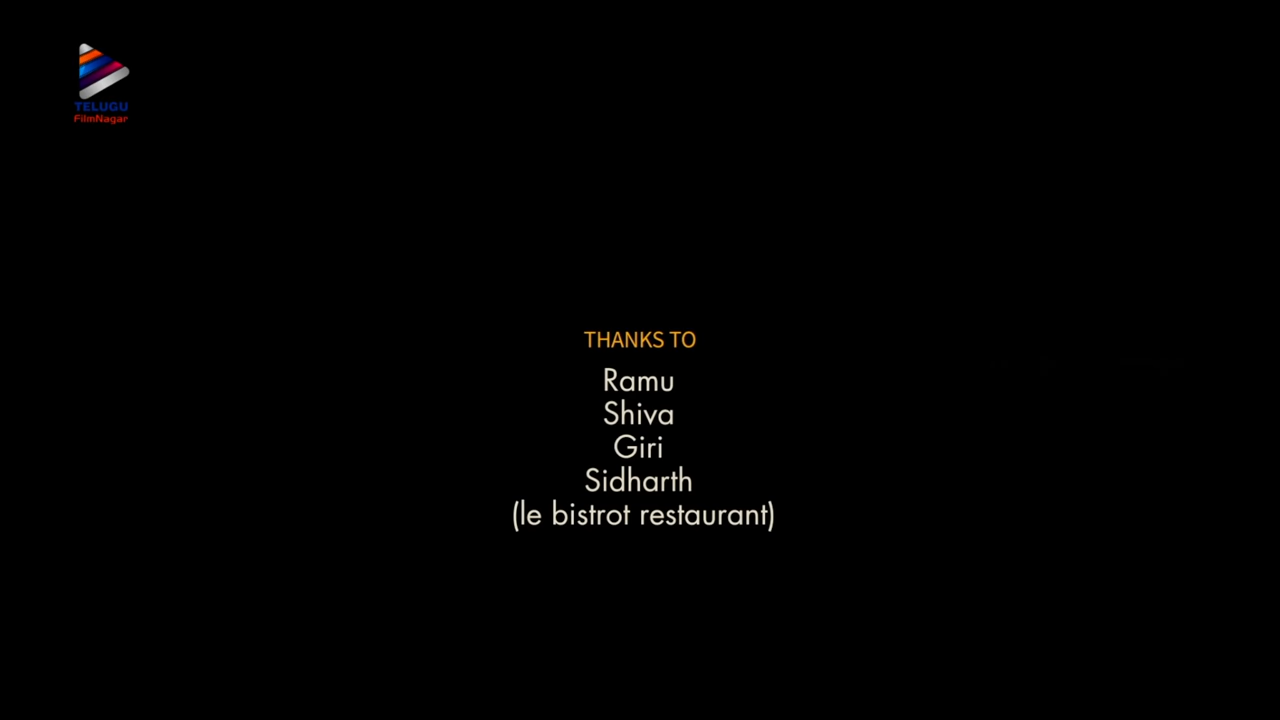 TELUGU
FilmNagar
THANKS TO
Ramu
Shiva
Giri
Sidharth
(le bistrot restaurant)